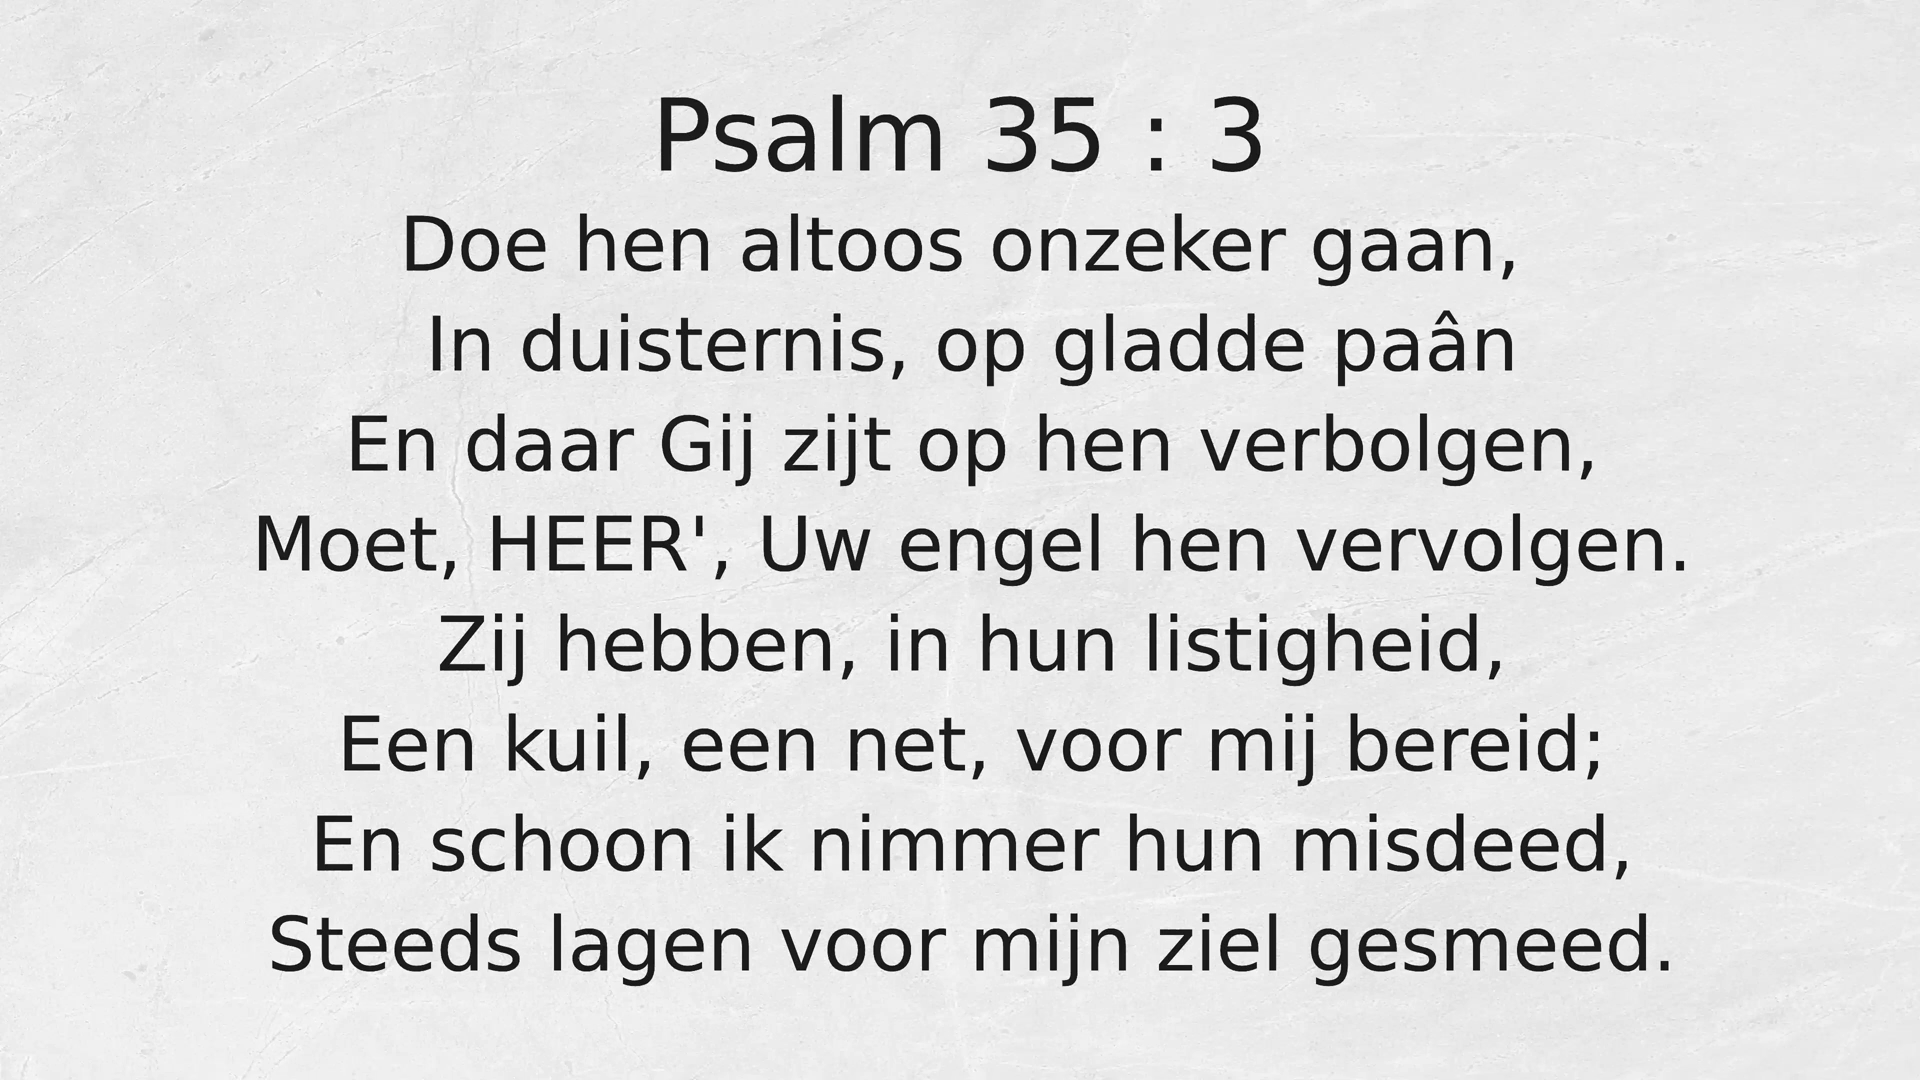 Psalm 35 : 3
Doe hen altoos onzeker gaan,
In duisternis, op gladde paân
En daar Gij zijt op hen verbolgen,
Moet, HEER', Uw engel hen vervolgen.
Zij hebben, in hun listigheid,
Een kuil, een net, voor mij bereid;
En schoon ik nimmer hun misdeed,
Steeds lagen voor mijn ziel gesmeed.